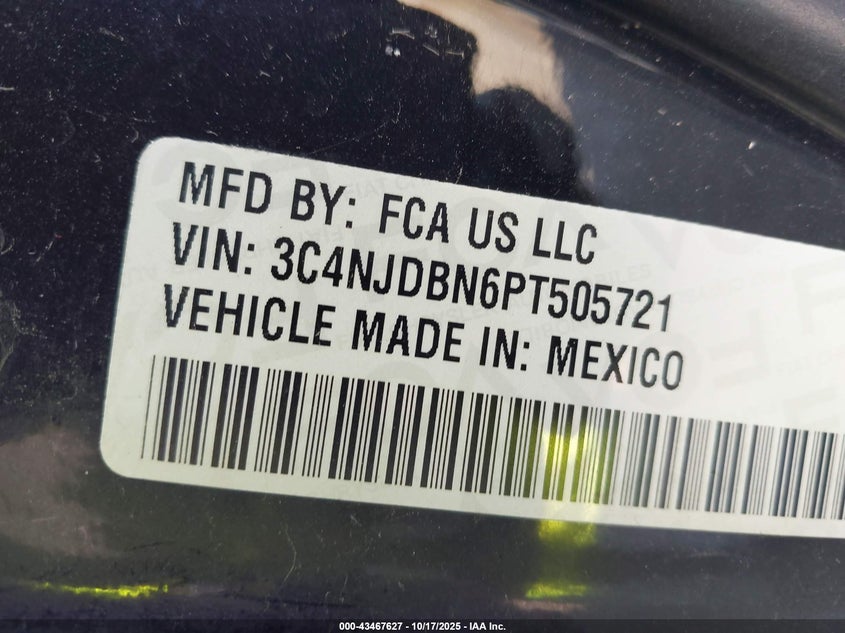 MFD BY: FCA US LLC
VIN: 3C4NJDBN6PT505721
VEHICLE MADE IN: MEXICO
000-43467627 - 10/17/2025 - IAA Inc.